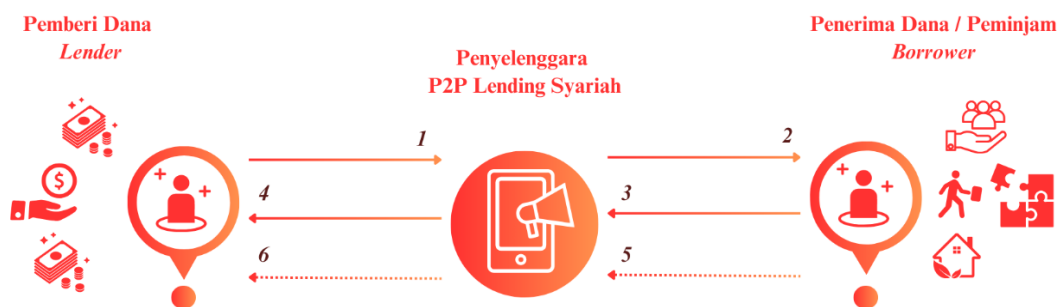 Pemberi Dana
Lender
Penyelenggara
P2P Lending Syariah
Penerima Dana / Peminjam
Borrower
1
2
4
3
6
5
$